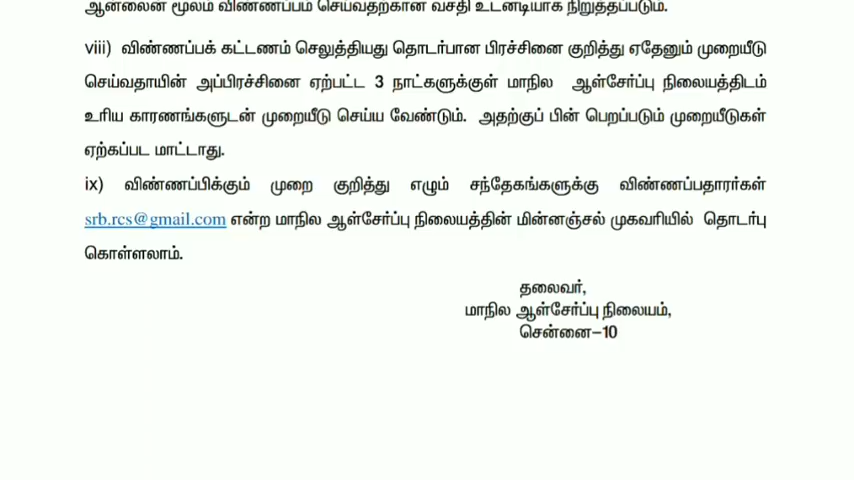 ஆன்லைன் மூலம் விண்ணப்பம் செய்வதற்கான வசதி உடனடியாக நிறுத்தப்படும்.
viii) விண்ணப்பக் கட்டணம் செலுத்தியது தொடர்பான பிரச்சினை குறித்து ஏதேனும் முறையீடு
செய்வதாயின் அப்பிரச்சினை ஏற்பட்ட 3 நாட்களுக்குள் மாநில ஆள்சேர்ப்பு நிலையத்திடம்
உரிய காரணங்களுடன் முறையீடு செய்ய வேண்டும். அதற்குப் பின் பெறப்படும் முறையீடுகள்
ஏற்கப்பட மாட்டாது.
ix) விண்ணப்பிக்கும் முறை குறித்து எழும் சந்தேகங்களுக்கு விண்ணப்பதாரர்கள்
srb.rcs@gmail.com என்ற மாநில ஆள்சேர்ப்பு நிலையத்தின் மின்னஞ்சல் முகவரியில் தொடர்பு
கொள்ளலாம்.
தலைவர்,
மாநில ஆள்சேர்ப்பு நிலையம்,
சென்னை–10